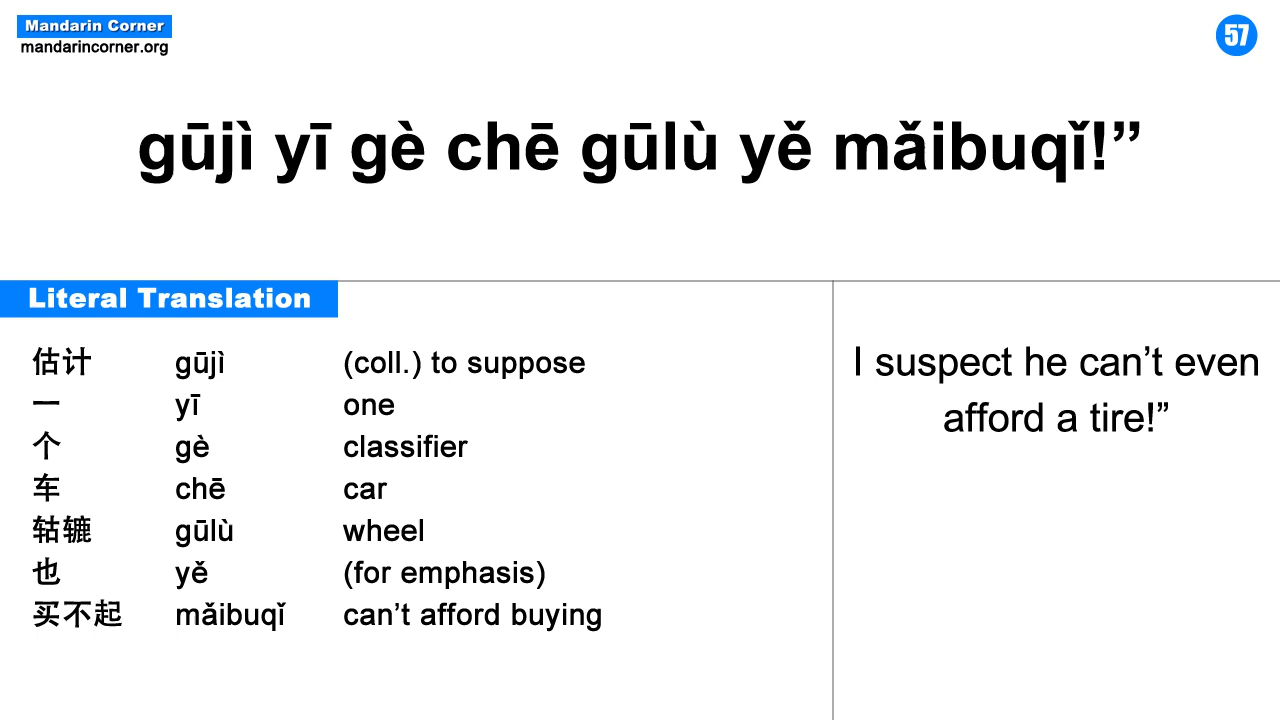 Mandarin Corner
mandarincorner.org
57
gūjì yī gè chē gūlù yě mǎibuqǐ!”
Literal Translation
估计 gūjì (coll.) to suppose
一 yī one
个 gè classifier
车 chē car
轱辘 gūlù wheel
也 yě (for emphasis)
买不起 mǎibuqǐ can’t afford buying
I suspect he can’t even
afford a tire!”